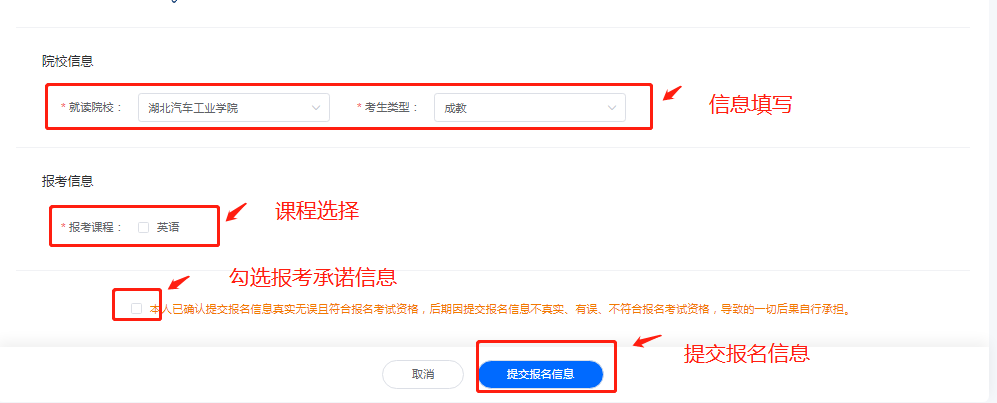 院校信息
* 就读院校： 湖北汽车工业学院 * 考生类型： 成教
信息填写
报考信息
* 报考课程： 英语
课程选择
勾选报考承诺信息
本人已确认提交报名信息真实无误且符合报名考试资格，后期因提交报名信息不真实、有误、不符合报名考试资格，导致的一切后果自行承担。
取消 提交报名信息
提交报名信息